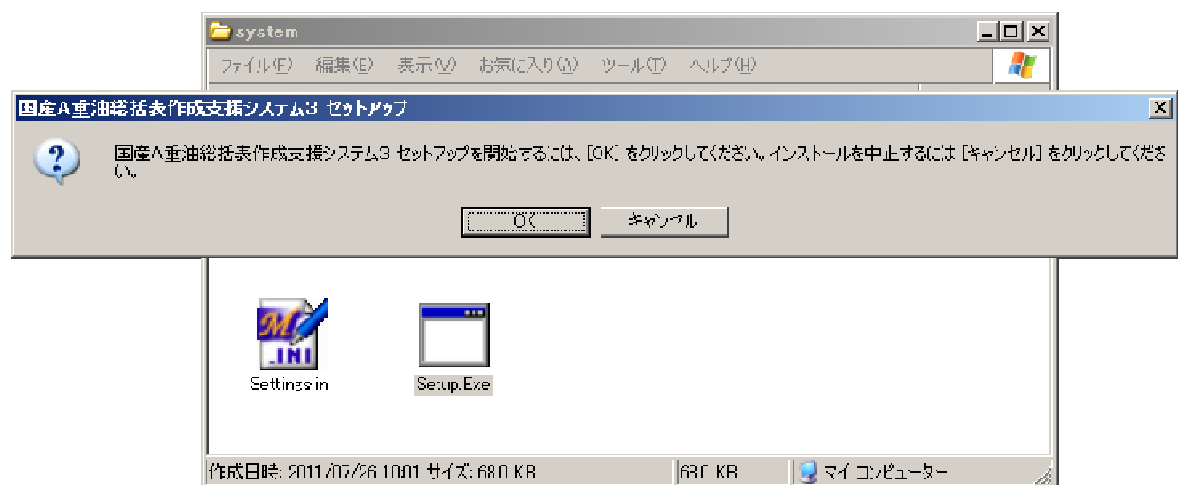 system
ファイル(F) 編集(E) 表示(V) お気に入り(A) ツール(T) ヘルプ(H)
国産A重油総括表作成支援システム3 セットアップ
国産A重油総括表作成支援システム3 セットアップを開始するには、[OK] をクリックしてください。インストールを中止するには [キャンセル] をクリックしてくださ
い。
OK キャンセル
M
.INI
Settings.in Setup.Exe
作成日時: 2011/07/26 10:01 サイズ: 68.0 KB 68.0 KB マイ コンピューター